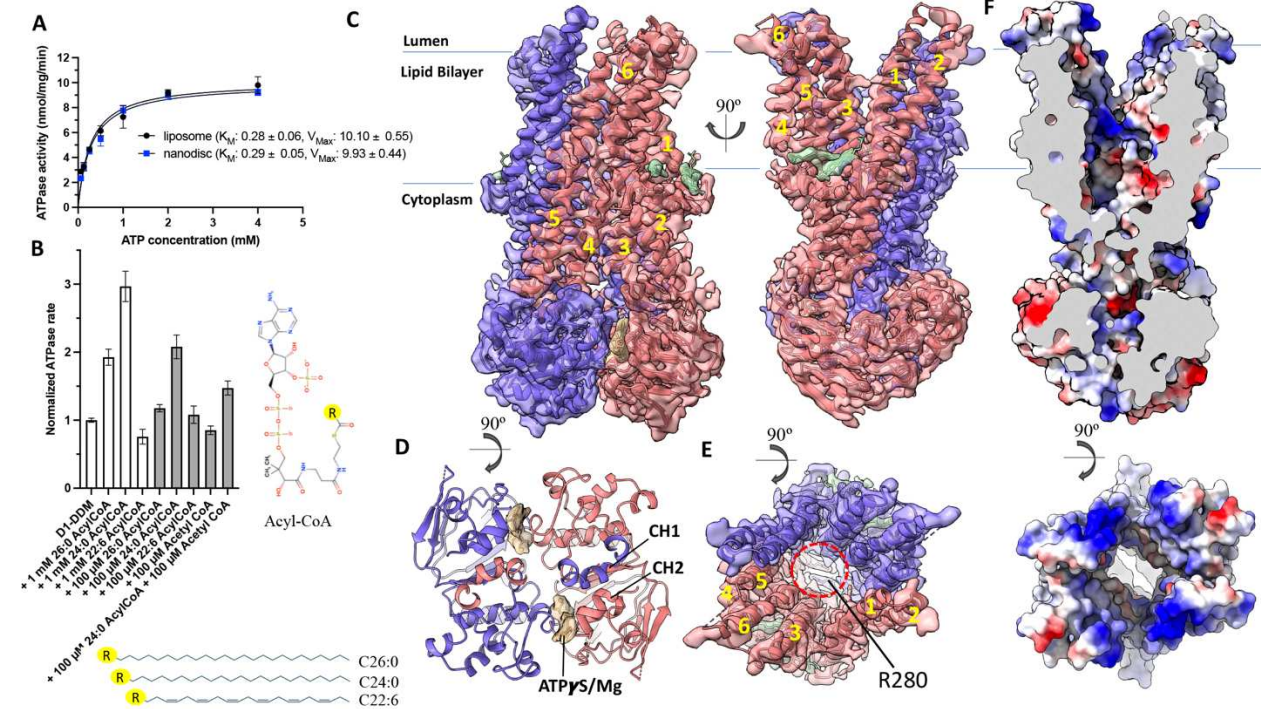 A
ATPase activity (nmol/mg/min)
12
10
8
6
4
2
0
liposome (KM: 0.28 ± 0.06, VMax: 10.10 ± 0.55)
nanodisc (KM: 0.29 ± 0.05, VMax: 9.93 ± 0.44)
0 1 2 3 4 5
ATP concentration (mM)
B
Normalized ATPase rate
3
2
1
0
D1-DDM
+ 1 mM 26:0 AcylCoA
+ 1 mM 24:0 AcylCoA
+ 1 mM 22:6 AcylCoA
+ 100 µM 26:0 AcylCoA
+ 100 µM 24:0 AcylCoA
+ 100 µM 22:6 AcylCoA
+ 100 µM Acetyl CoA
+ 100 µM 24:0 AcylCoA + 100 µM Acetyl CoA
R
Acyl-CoA
R C26:0
R C24:0
R C22:6
C
Lumen
Lipid Bilayer
Cytoplasm
6
1
2
5
4
3
90º
6
5
4
3
1
2
90º
D
CH1
CH2
ATPγS/Mg
90º
E
5
4
6
3
1
2
R280
F
90º